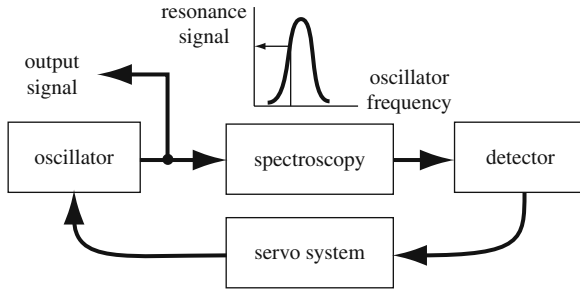 resonance
signal
output
signal
oscillator
frequency
oscillator
spectroscopy
detector
servo system